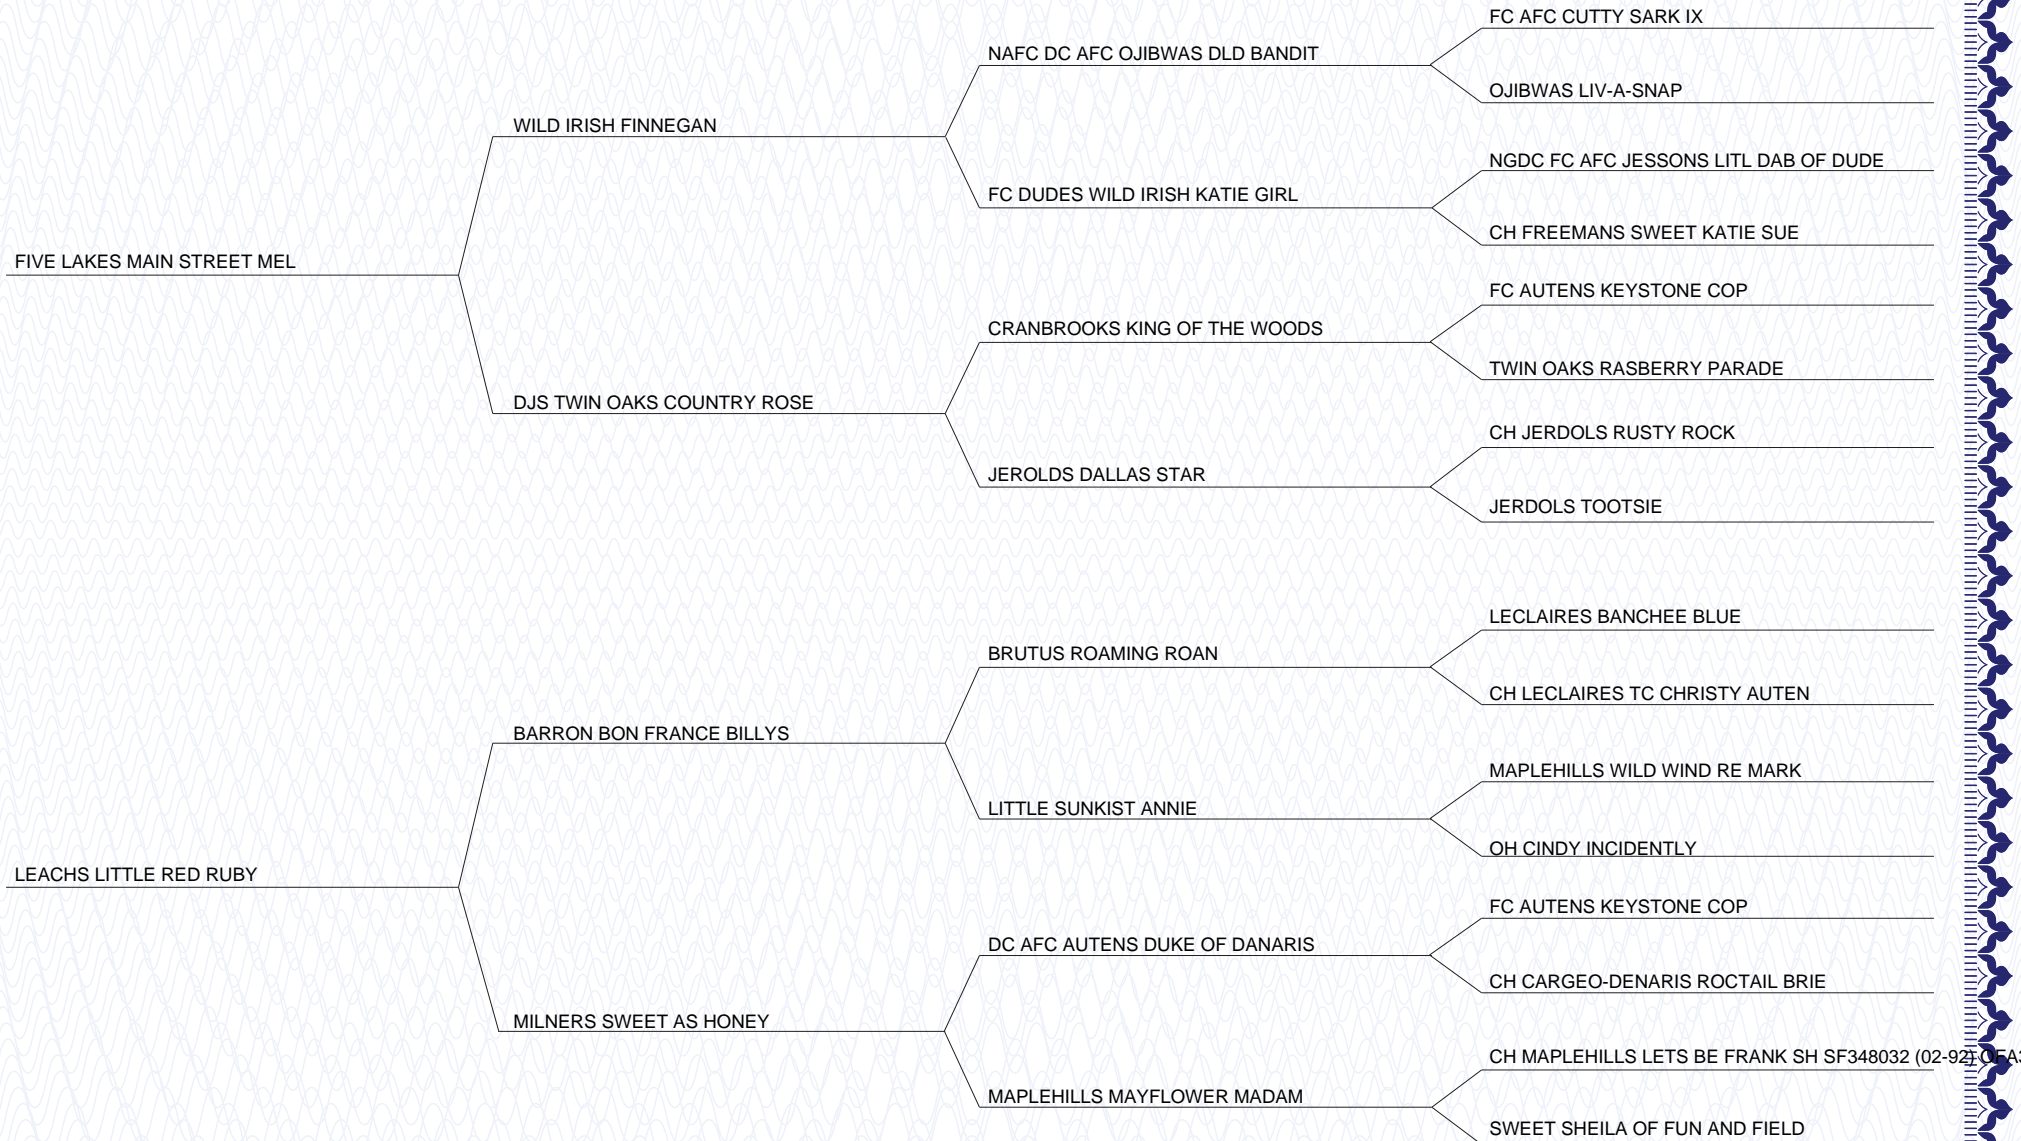 FC AFC CUTTY SARK IX
NAFC DC AFC OJIBWAS DLD BANDIT
OJIBWAS LIV-A-SNAP
WILD IRISH FINNEGAN
NGDC FC AFC JESSONS LITL DAB OF DUDE
FC DUDES WILD IRISH KATIE GIRL
CH FREEMANS SWEET KATIE SUE
FIVE LAKES MAIN STREET MEL
FC AUTENS KEYSTONE COP
CRANBROOKS KING OF THE WOODS
TWIN OAKS RASBERRY PARADE
DJS TWIN OAKS COUNTRY ROSE
CH JERDOLS RUSTY ROCK
JEROLDS DALLAS STAR
JERDOLS TOOTSIE
LECLAIRES BANCHEE BLUE
BRUTUS ROAMING ROAN
CH LECLAIRES TC CHRISTY AUTEN
BARRON BON FRANCE BILLYS
MAPLEHILLS WILD WIND RE MARK
LITTLE SUNKIST ANNIE
OH CINDY INCIDENTLY
LEACHS LITTLE RED RUBY
FC AUTENS KEYSTONE COP
DC AFC AUTENS DUKE OF DANARIS
CH CARGEO-DENARIS ROCTAIL BRIE
MILNERS SWEET AS HONEY
CH MAPLEHILLS LETS BE FRANK SH SF348032 (02-92) OFA3
MAPLEHILLS MAYFLOWER MADAM
SWEET SHEILA OF FUN AND FIELD